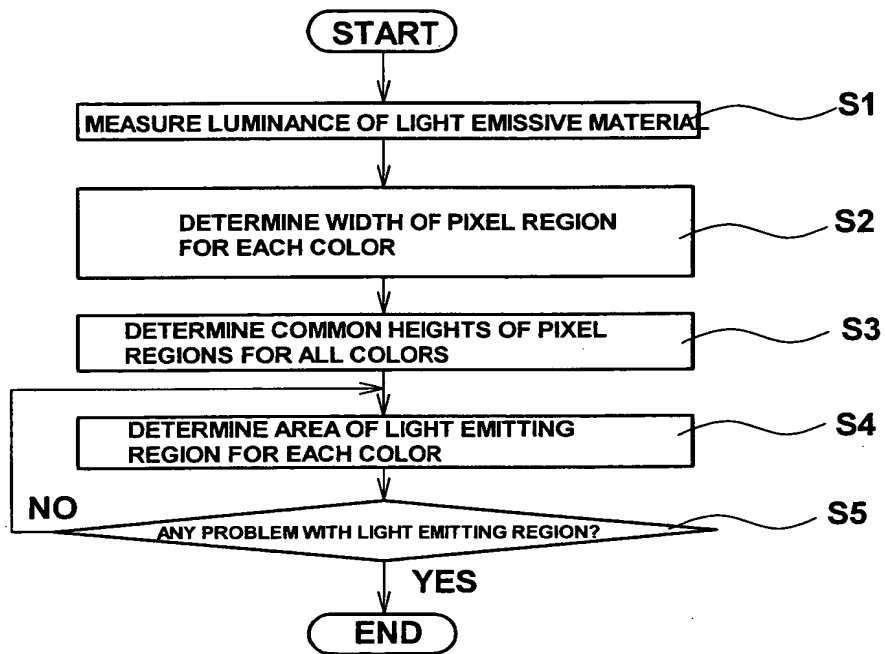 START
MEASURE LUMINANCE OF LIGHT EMISSIVE MATERIAL
S1
DETERMINE WIDTH OF PIXEL REGION
FOR EACH COLOR
S2
DETERMINE COMMON HEIGHTS OF PIXEL
REGIONS FOR ALL COLORS
S3
DETERMINE AREA OF LIGHT EMITTING
REGION FOR EACH COLOR
S4
NO
ANY PROBLEM WITH LIGHT EMITTING REGION?
S5
YES
END